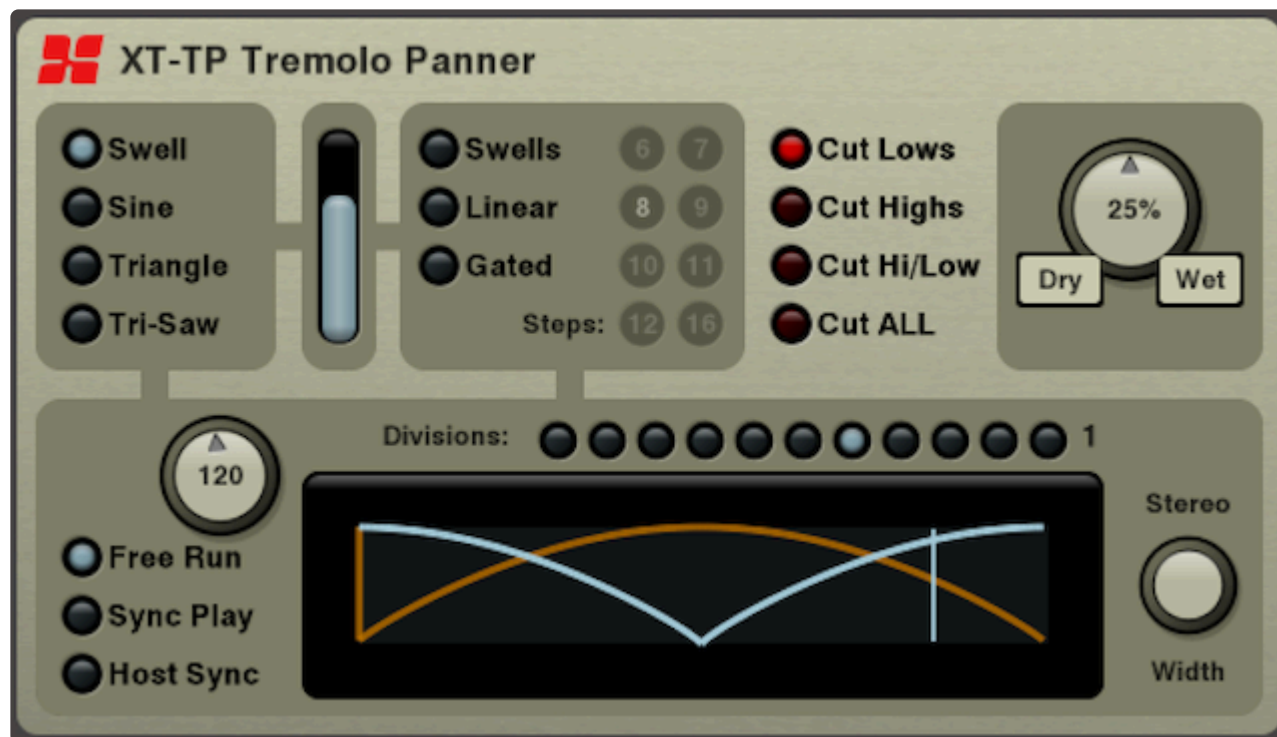 XT-TP Tremolo Panner
Swell
Sine
Triangle
Tri-Saw
Swells
Linear
Gated
6 7
8 9
10 11
Steps: 12 16
Cut Lows
Cut Highs
Cut Hi/Low
Cut ALL
25%
Dry Wet
120
Free Run
Sync Play
Host Sync
Divisions: 1
Stereo
Width